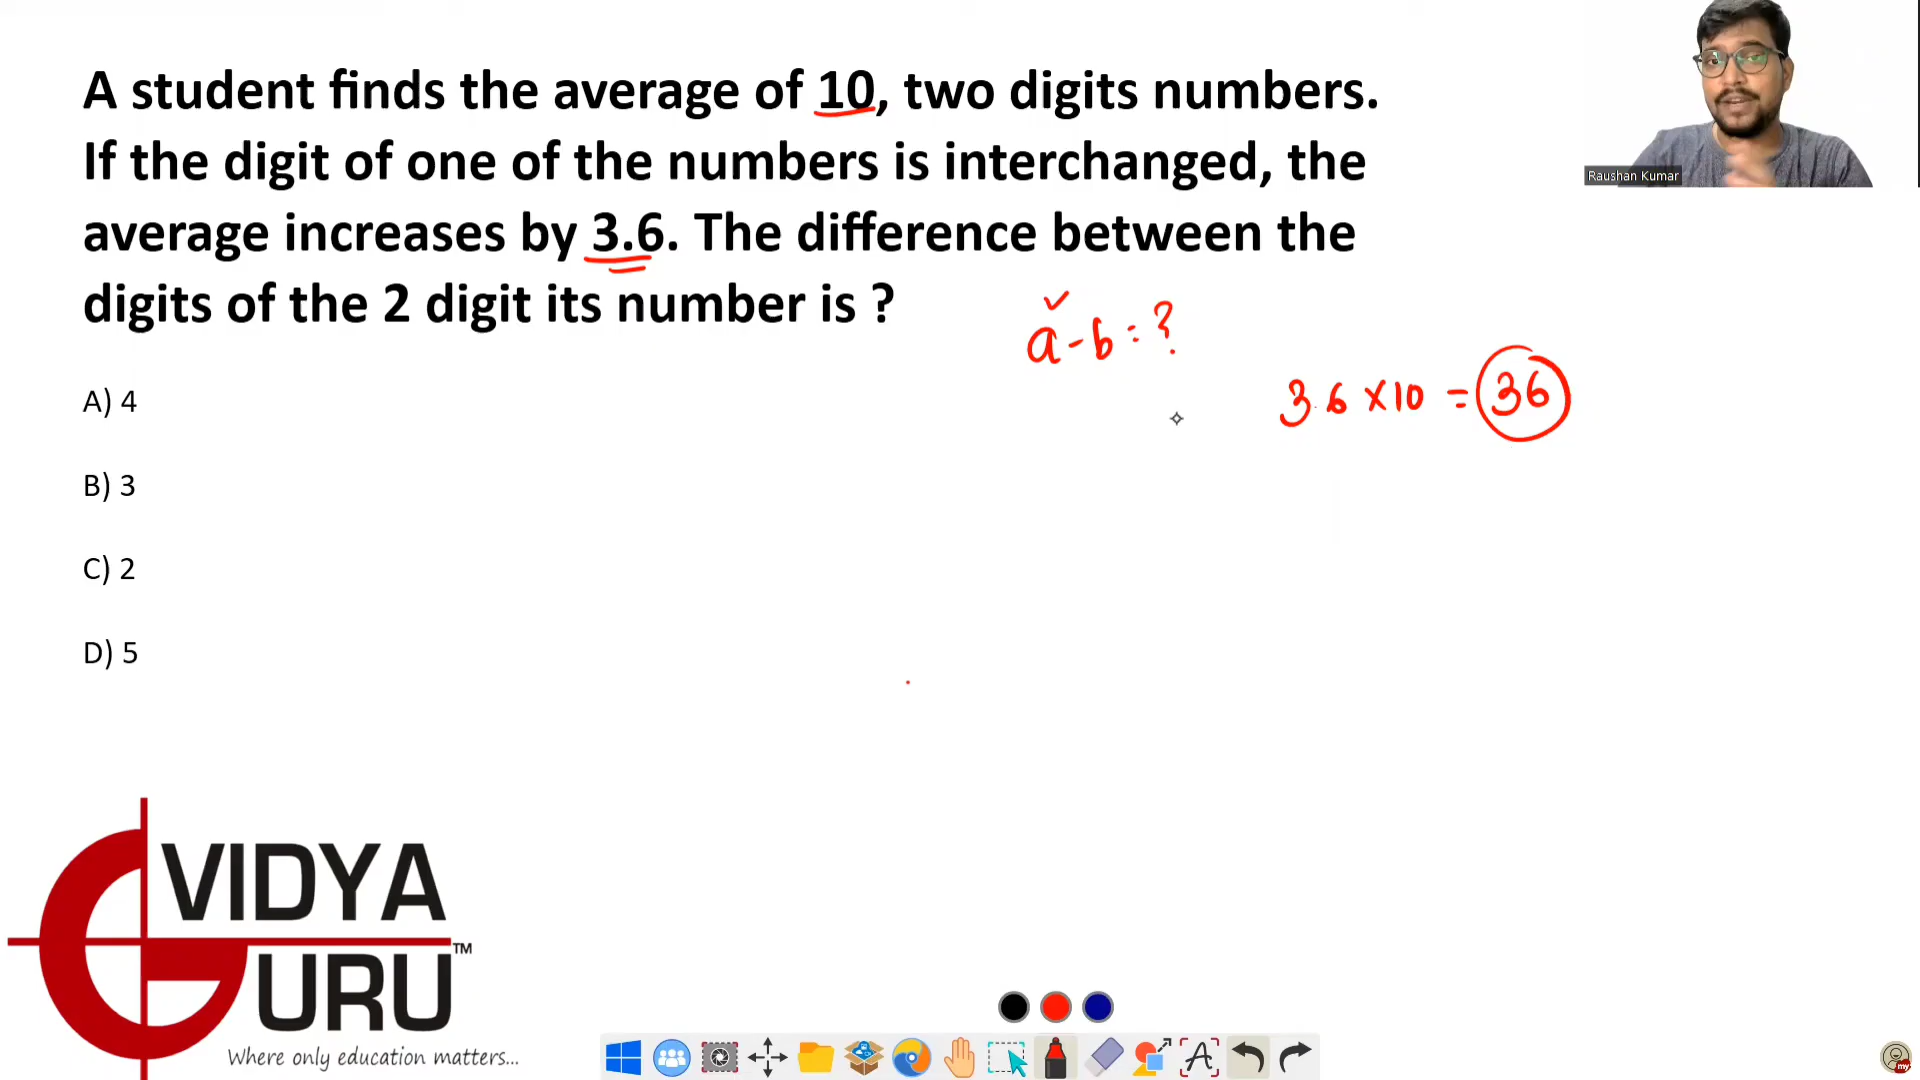 A student finds the average of 10, two digits numbers.
If the digit of one of the numbers is interchanged, the
average increases by 3.6. The difference between the
digits of the 2 digit its number is ?
a - b = ?
3.6 × 10 = 36
A) 4
B) 3
C) 2
D) 5
Raushan Kumar
VIDYA
GURU™
Where only education matters...
A
my